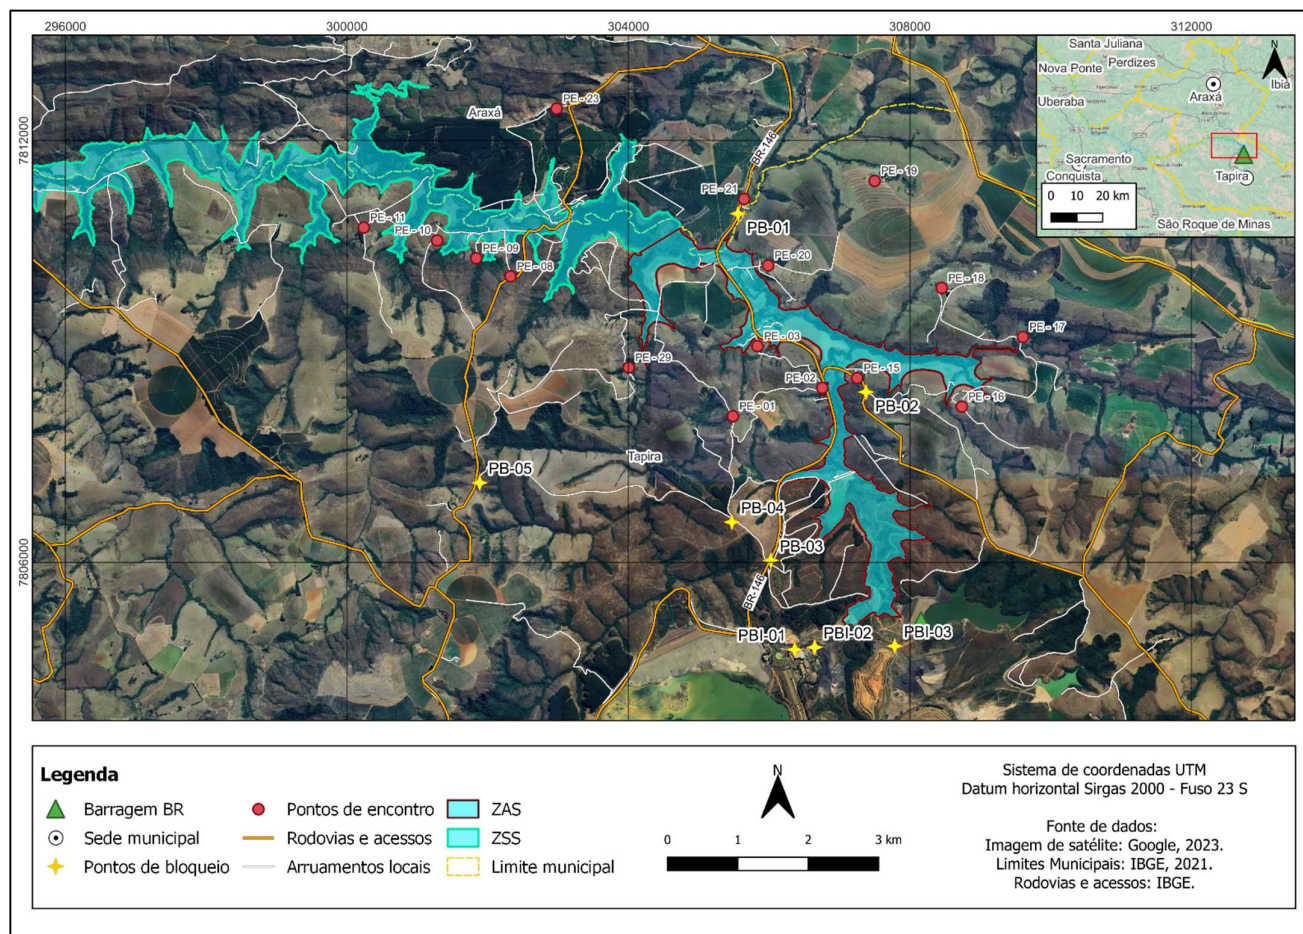 296000 300000 304000 308000 312000
7812000
7806000
Santa Juliana
Perdizes
Nova Ponte
Araxá
Ibiá
Uberaba
Sacramento
Conquista
Tapira
0 10 20 km
São Roque de Minas
N
Araxá
PE - 23
BR-146
PE - 19
PE - 21
PB-01
PE - 11
PE - 10
PE - 09
PE - 08
PE - 20
PE - 18
PE - 17
PE - 03
PE - 29
PE - 15
PE-02
PB-02
PE - 16
PE - 01
Tapira
PB-05
PB-04
PB-03
BR-146
PBI-01
PBI-02
PBI-03
Legenda
Barragem BR
Sede municipal
Pontos de bloqueio
Pontos de encontro
Rodovias e acessos
Arruamentos locais
ZAS
ZSS
Limite municipal
N
0 1 2 3 km
Sistema de coordenadas UTM
Datum horizontal Sirgas 2000 - Fuso 23 S
Fonte de dados:
Imagem de satélite: Google, 2023.
Limites Municipais: IBGE, 2021.
Rodovias e acessos: IBGE.